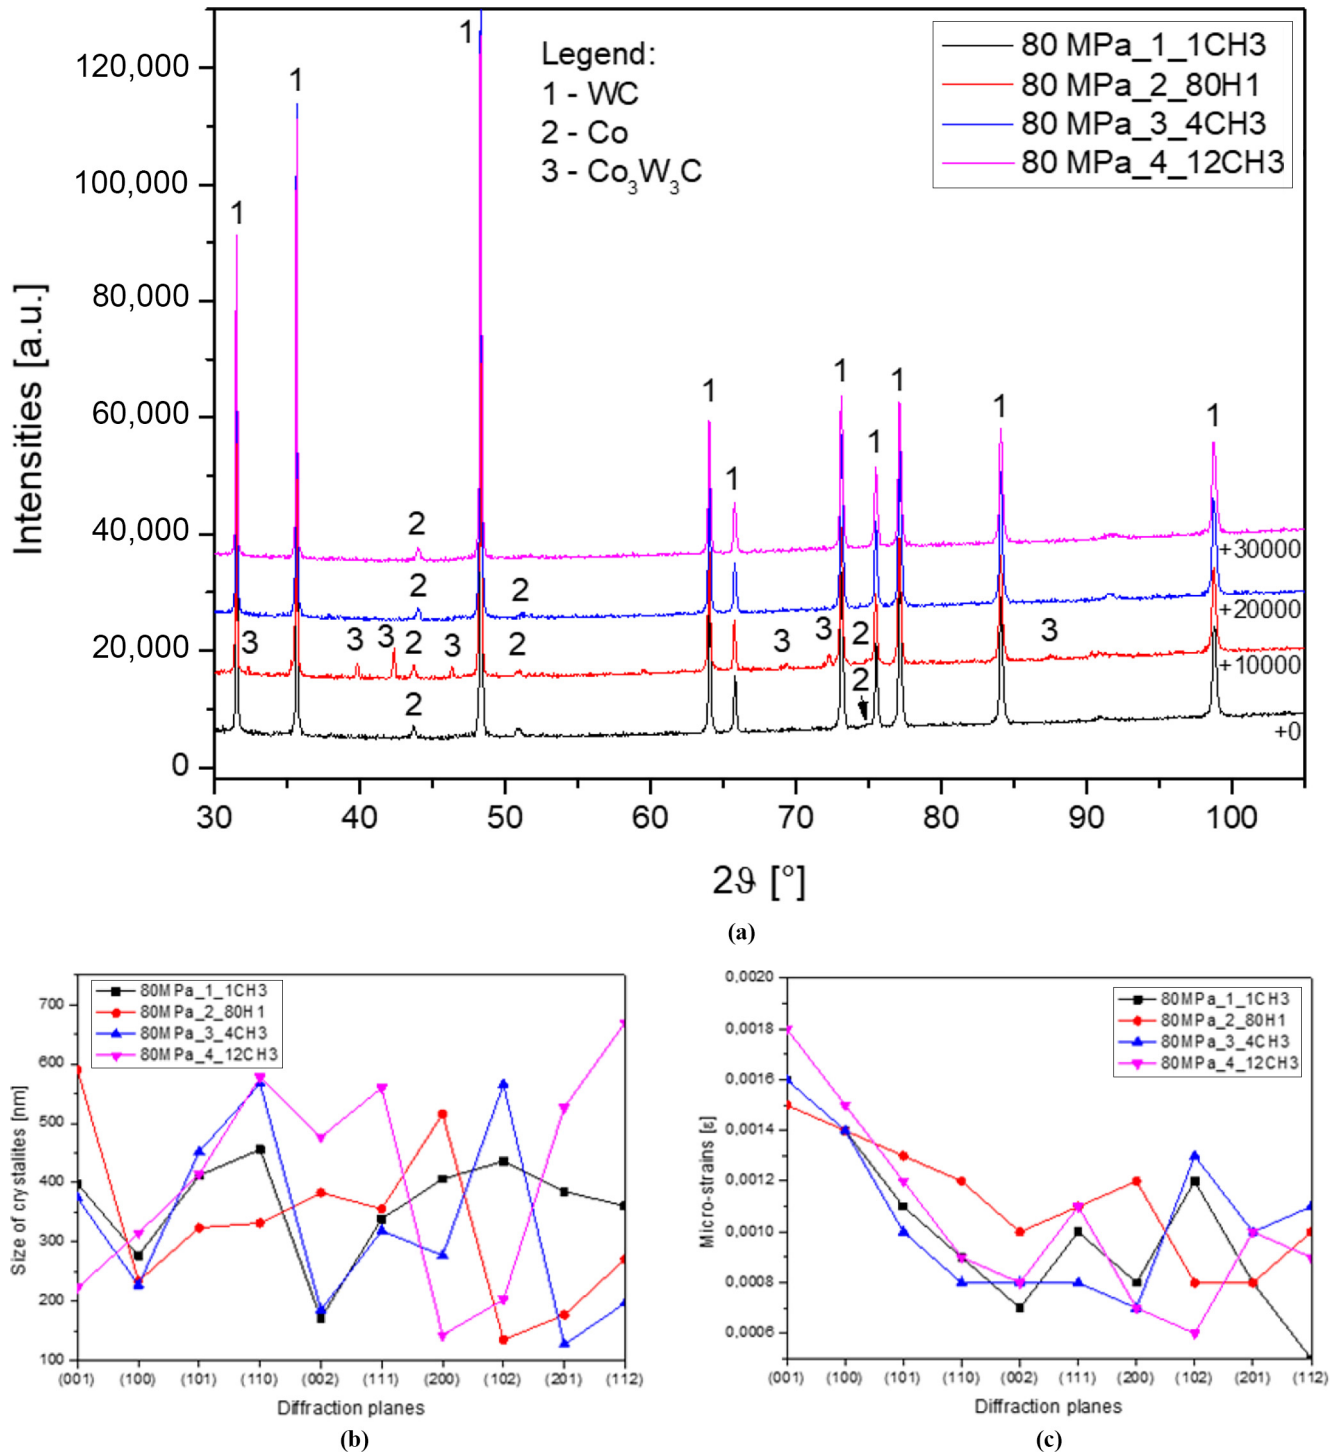 120,000
100,000
80,000
60,000
40,000
20,000
0
Intensities [a.u.]
Legend:
1 - WC
2 - Co
3 - Co3W3C
80 MPa_1_1CH3
80 MPa_2_80H1
80 MPa_3_4CH3
80 MPa_4_12CH3
1
1
1
1
1
1
1
1
1
1
2
2
2
3
3
3
2
3
2
3
3
2
3
2
2
+30000
+20000
+10000
+0
30 40 50 60 70 80 90 100
2ϑ [°]
(a)
700
600
500
400
300
200
100
Size of crystalites [nm]
80MPa_1_1CH3
80MPa_2_80H1
80MPa_3_4CH3
80MPa_4_12CH3
(001) (100) (101) (110) (002) (111) (200) (102) (201) (112)
Diffraction planes
(b)
0,0020
0,0018
0,0016
0,0014
0,0012
0,0010
0,0008
0,0006
Micro-strains [ε]
80MPa_1_1CH3
80MPa_2_80H1
80MPa_3_4CH3
80MPa_4_12CH3
(001) (100) (101) (110) (002) (111) (200) (102) (201) (112)
Diffraction planes
(c)